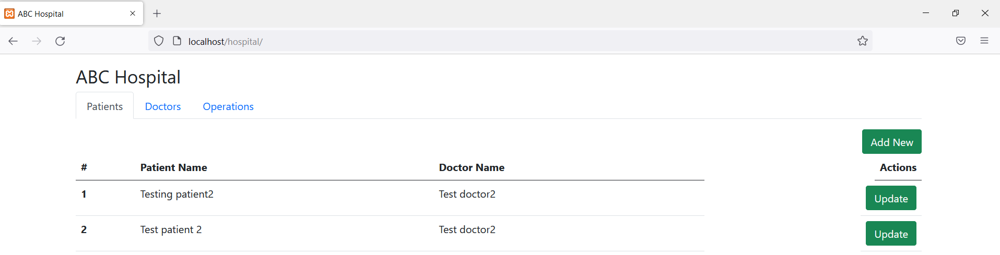 ABC Hospital
localhost/hospital/
ABC Hospital
Patients Doctors Operations
Add New
# Patient Name Doctor Name Actions
1 Testing patient2 Test doctor2 Update
2 Test patient 2 Test doctor2 Update